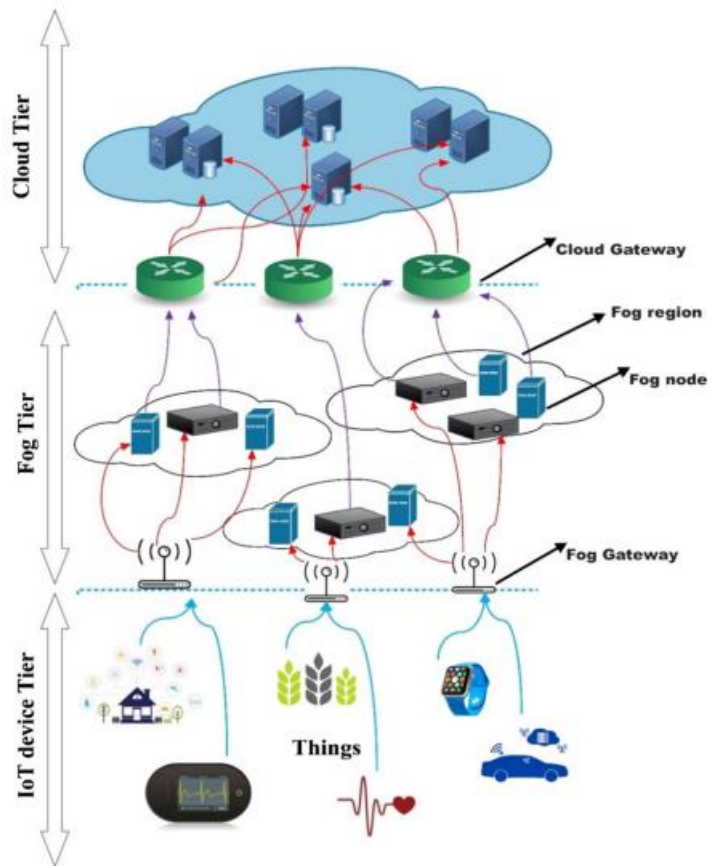 Cloud Tier
Cloud Gateway
Fog region
Fog node
Fog Tier
Fog Gateway
IoT device Tier
Things